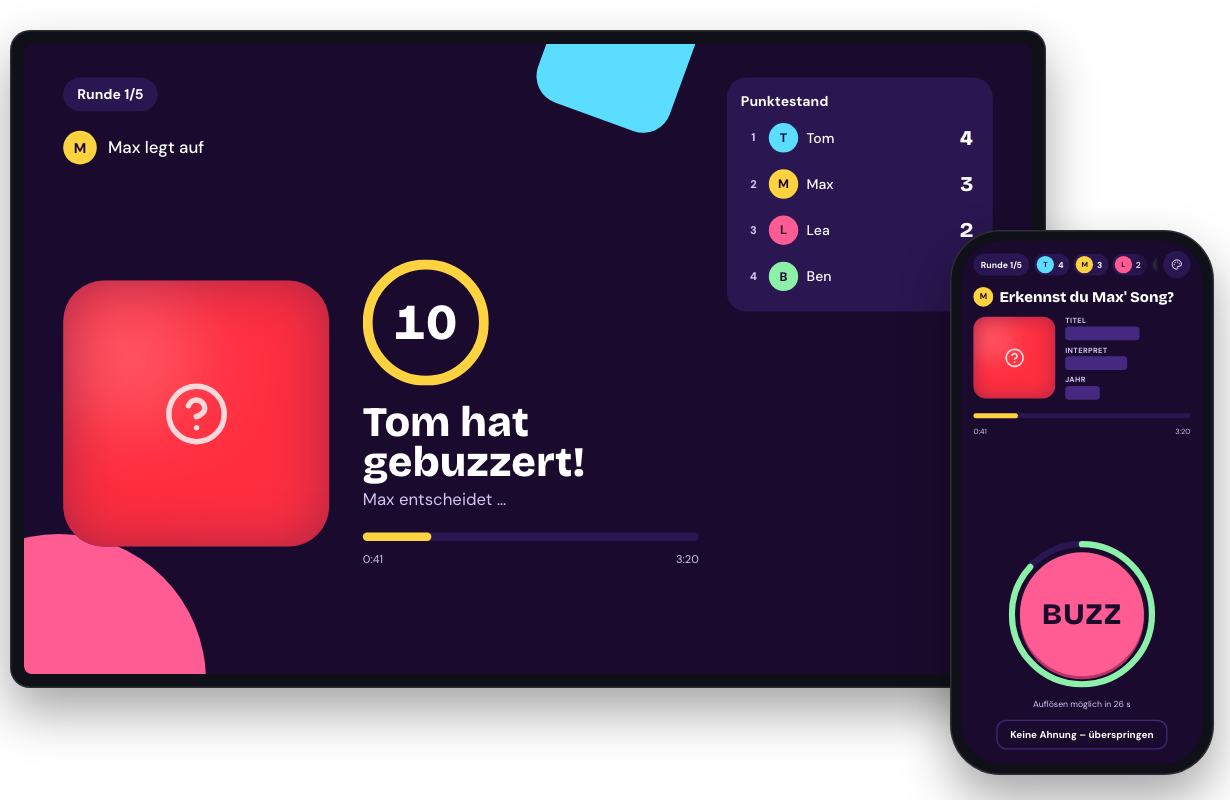 Runde 1/5
M Max legt auf
10
Tom hat
gebuzzert!
Max entscheidet ...
0:41 3:20
Punktestand
1 T Tom 4
2 M Max 3
3 L Lea 2
4 B Ben
Runde 1/5 T 4 M 3 L 2
M Erkennst du Max' Song?
TITEL
INTERPRET
JAHR
0:41 3:20
BUZZ
Auflösen möglich in 26 s
Keine Ahnung – überspringen